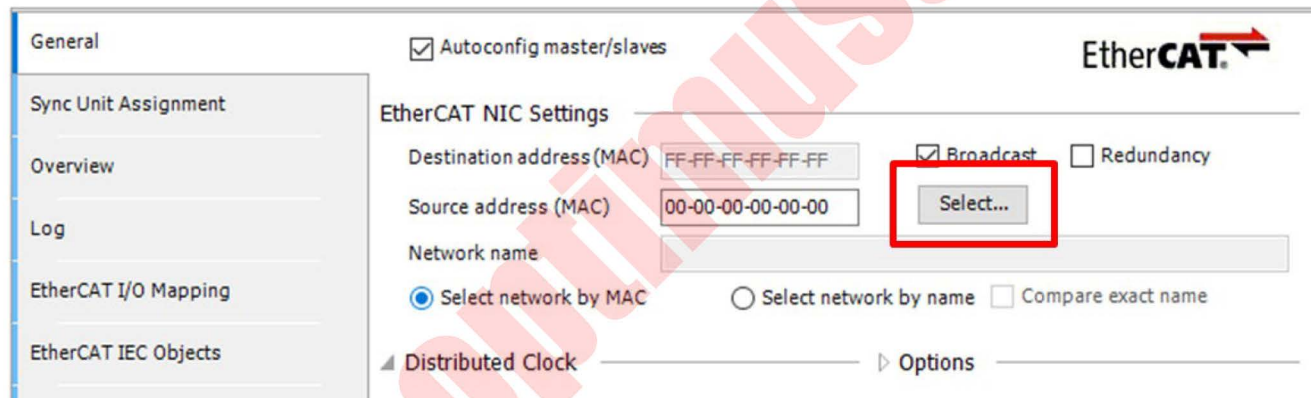 General
Autoconfig master/slaves
EtherCAT.
Sync Unit Assignment
EtherCAT NIC Settings
Overview
Destination address (MAC) FF-FF-FF-FF-FF-FF Broadcast Redundancy
Log
Source address (MAC) 00-00-00-00-00-00 Select...
Network name
EtherCAT I/O Mapping
Select network by MAC Select network by name Compare exact name
EtherCAT IEC Objects
Distributed Clock Options
optimus